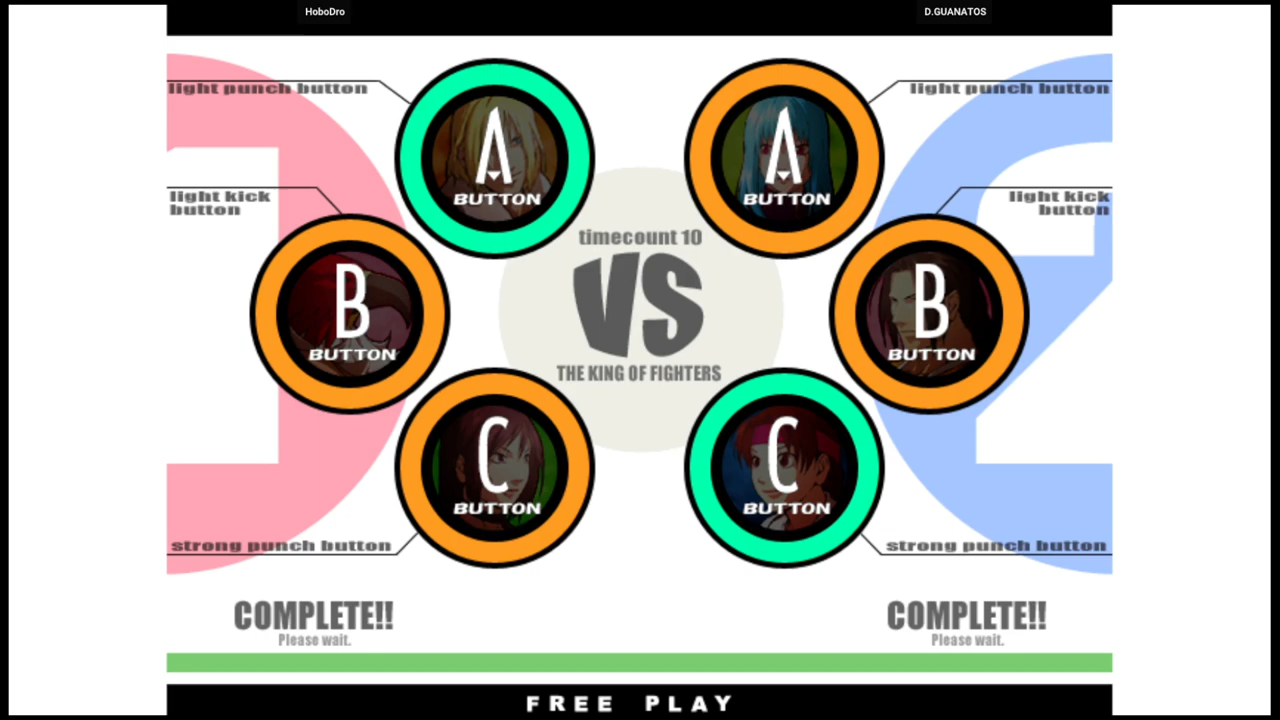 HoboDro
D.GUANATOS
light punch button
light punch button
A
BUTTON
A
BUTTON
light kick
button
light kick
button
timecount 10
VS
THE KING OF FIGHTERS
B
BUTTON
B
BUTTON
C
BUTTON
C
BUTTON
strong punch button
strong punch button
COMPLETE!!
Please wait.
COMPLETE!!
Please wait.
FREE PLAY
1
2